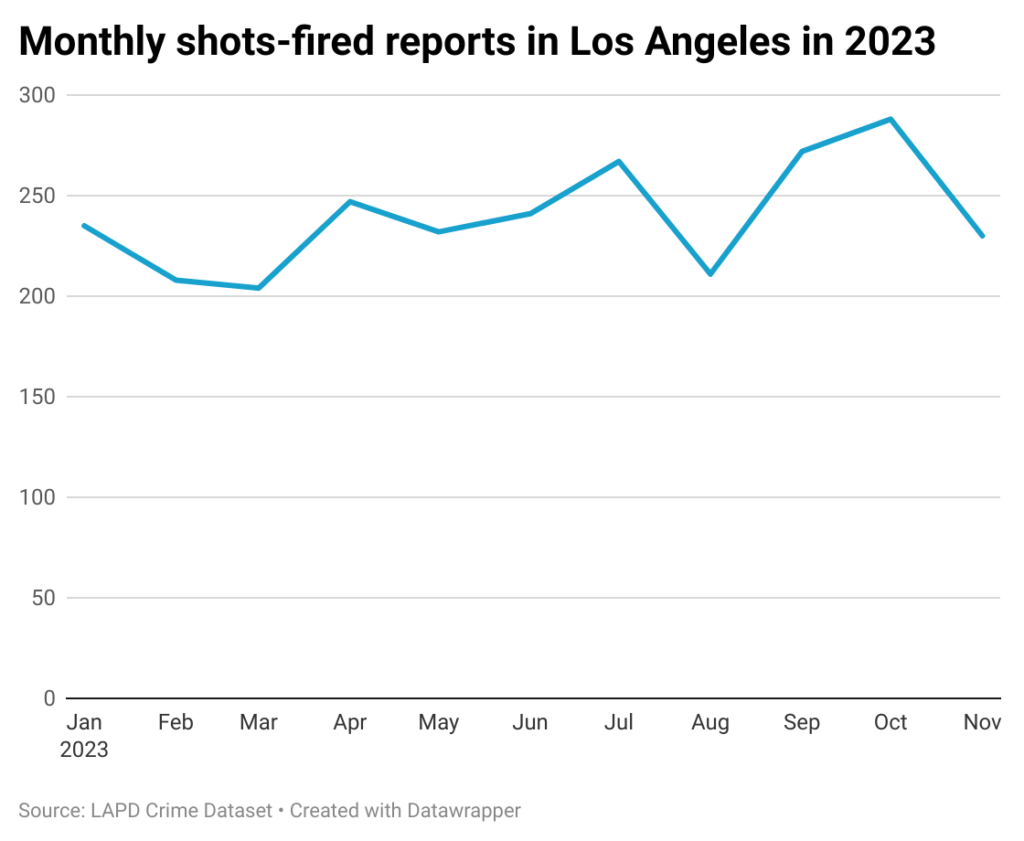 Monthly shots-fired reports in Los Angeles in 2023
300
250
200
150
100
50
0
Jan Feb Mar Apr May Jun Jul Aug Sep Oct Nov
2023
Source: LAPD Crime Dataset • Created with Datawrapper